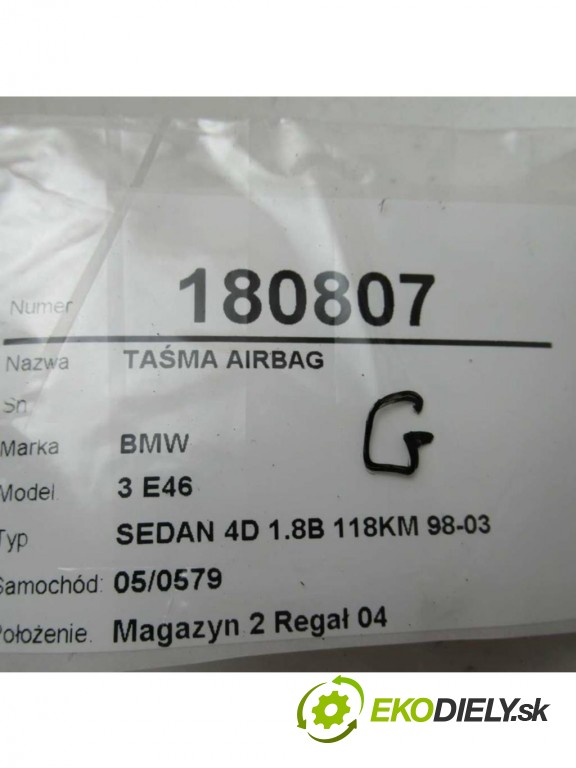 Numer 180807
Nazwa TAŚMA AIRBAG
Sn.
Marka BMW
G
Model. 3 E46
Typ SEDAN 4D 1.8B 118KM 98-03
Samochód: 05/0579
Położenie. Magazyn 2 Regał 04
EKODIELY.sk